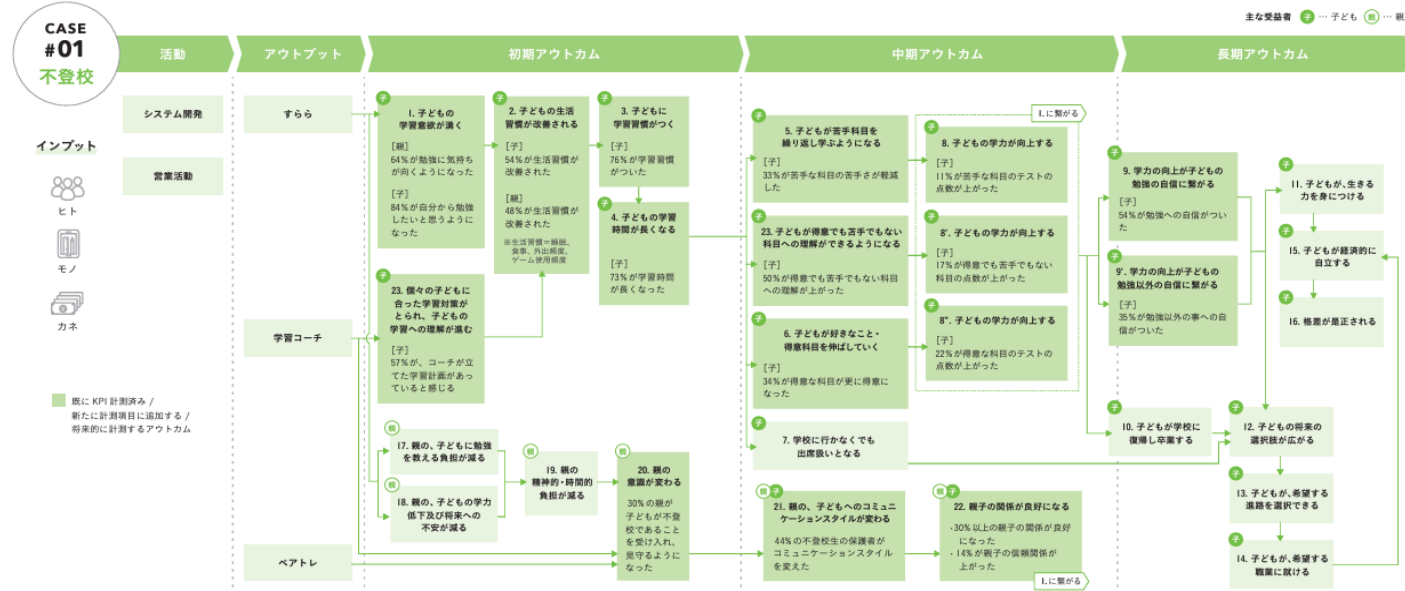 主な受益者 子 … 子ども 親 … 親
CASE
#01
不登校
活動
アウトプット
初期アウトカム
中期アウトカム
長期アウトカム
インプット
ヒト
モノ
カネ
既にKPI計測済み /
新たに計測項目に追加する /
将来的に計測するアウトカム
システム開発
営業活動
すらら
学習コーチ
ペアトレ
子
1. 子どもの
学習意欲が湧く
[親]
64%が勉強に気持ち
が向くようになった
[子]
84%が自分から勉強
したいと思うように
なった
子
23. 個々の子どもに
合った学習対策が
とられ、子どもの
学習への理解が進む
[子]
57%が、コーチが立
てた学習計画があっ
ていると感じる
子
2. 子どもの生活
習慣が改善される
[子]
54%が生活習慣が
改善された
[親]
48%が生活習慣が
改善された
※生活習慣=睡眠、
食事、外出頻度、
ゲーム使用頻度
子
3. 子どもに
学習習慣がつく
[子]
76%が学習習慣
がついた
子
4. 子どもの学習
時間が長くなる
[子]
73%が学習時間
が長くなった
親
17. 親の、子どもに勉強
を教える負担が減る
親
18. 親の、子どもの学力
低下及び将来への
不安が減る
親
19. 親の
精神的・時間的
負担が減る
親
20. 親の
意識が変わる
30%の親が
子どもが不登
校であること
を受け入れ、
見守るように
なった
子
5. 子どもが苦手科目を
繰り返し学ぶようになる
[子]
33%が苦手な科目の苦手さが軽減
した
子
23. 子どもが得意でも苦手でもない
科目への理解ができるようになる
[子]
50%が得意でも苦手でもない科目
への理解が上がった
子
6. 子どもが好きなこと・
得意科目を伸ばしていく
[子]
34%が得意な科目が更に得意に
なった
子
7. 学校に行かなくても
出席扱いとなる
1.に繋がる
子
8. 子どもの学力が向上する
[子]
11%が苦手な科目のテストの
点数が上がった
子
8'. 子どもの学力が向上する
[子]
17%が得意でも苦手でもない
科目の点数が上がった
子
8". 子どもの学力が向上する
[子]
22%が得意な科目のテストの
点数が上がった
親 子
21. 親の、子どもへのコミュニ
ケーションスタイルが変わる
44%の不登校生の保護者が
コミュニケーションスタイル
を変えた
親 子
22. 親子の関係が良好になる
・30%以上の親子の関係が良好
になった
・14%が親子の信頼関係が
上がった
1.に繋がる
子
9. 学力の向上が子どもの
勉強の自信に繋がる
[子]
54%が勉強への自信がつい
た
子
9'. 学力の向上が子どもの
勉強以外の自信に繋がる
[子]
35%が勉強以外の事への自
信がついた
子
10. 子どもが学校に
復帰し卒業する
子
11. 子どもが、生きる
力を身につける
子
15. 子どもが経済的に
自立する
子
16. 格差が是正される
子
12. 子どもの将来の
選択肢が広がる
子
13. 子どもが、希望する
進路を選択できる
子
14. 子どもが、希望する
職業に就ける